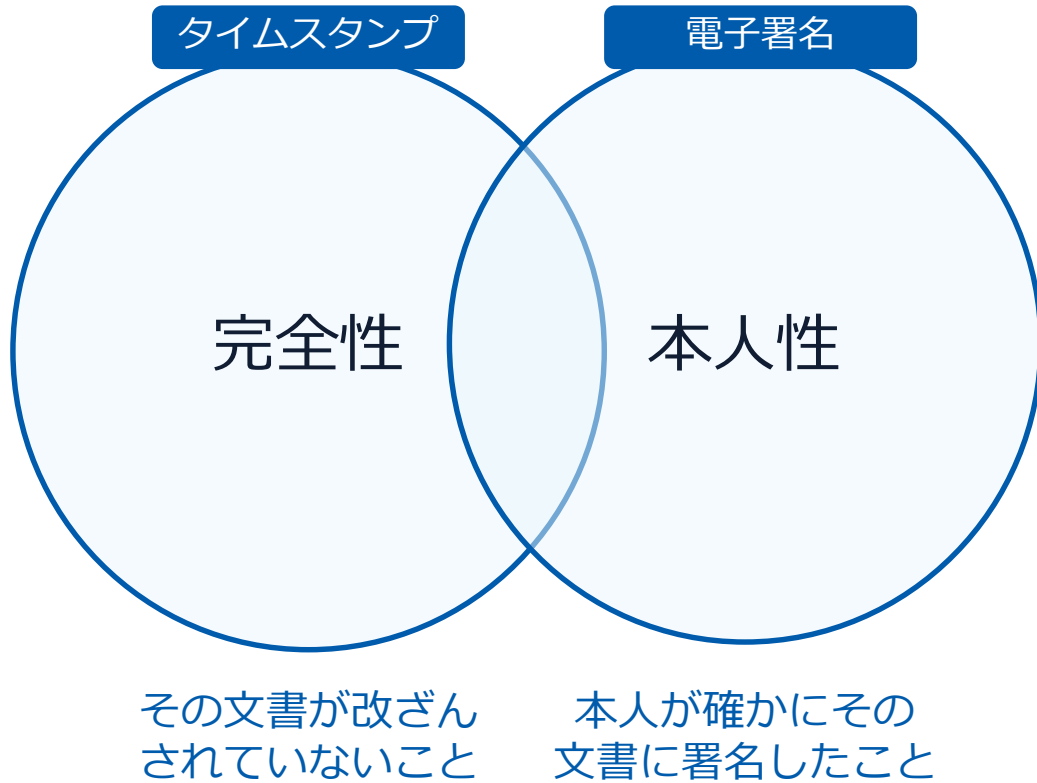 タイムスタンプ
電子署名
完全性
本人性
その文書が改ざん
されていないこと
本人が確かにその
文書に署名したこと